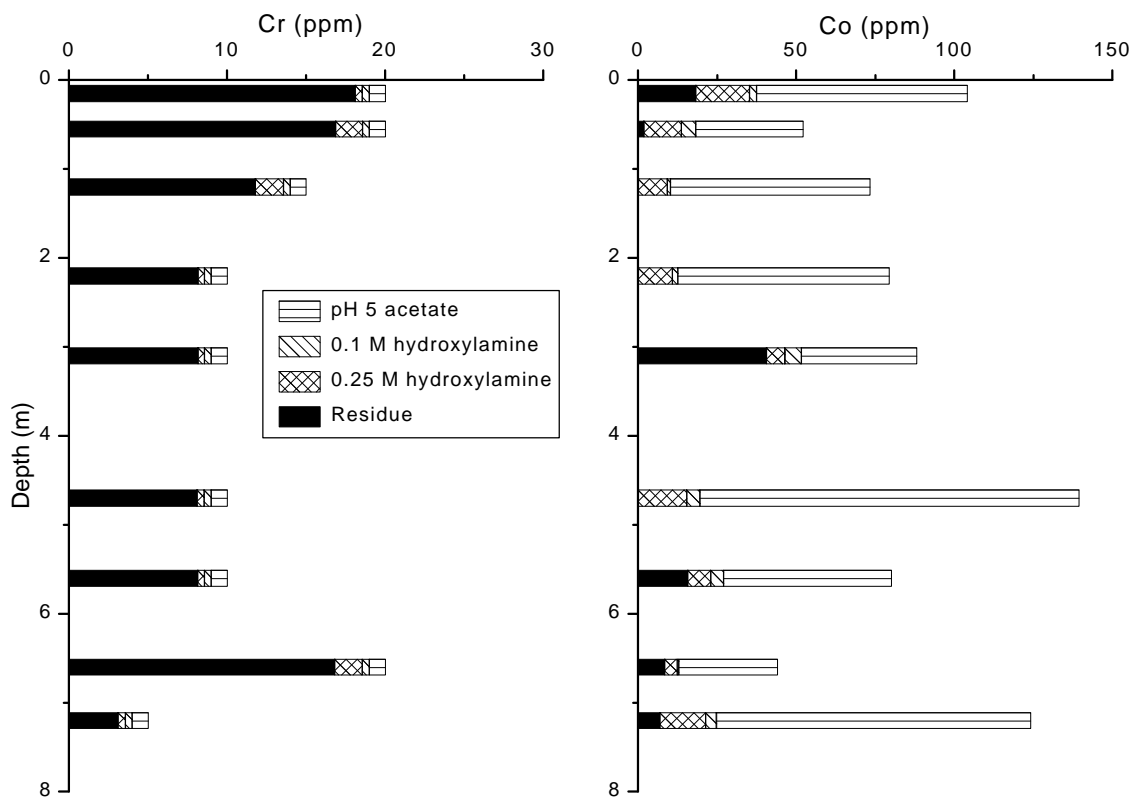 Cr (ppm)
0 10 20 30
0
2
4
6
8
Depth (m)
pH 5 acetate
0.1 M hydroxylamine
0.25 M hydroxylamine
Residue
Co (ppm)
0 50 100 150
0
2
4
6
8